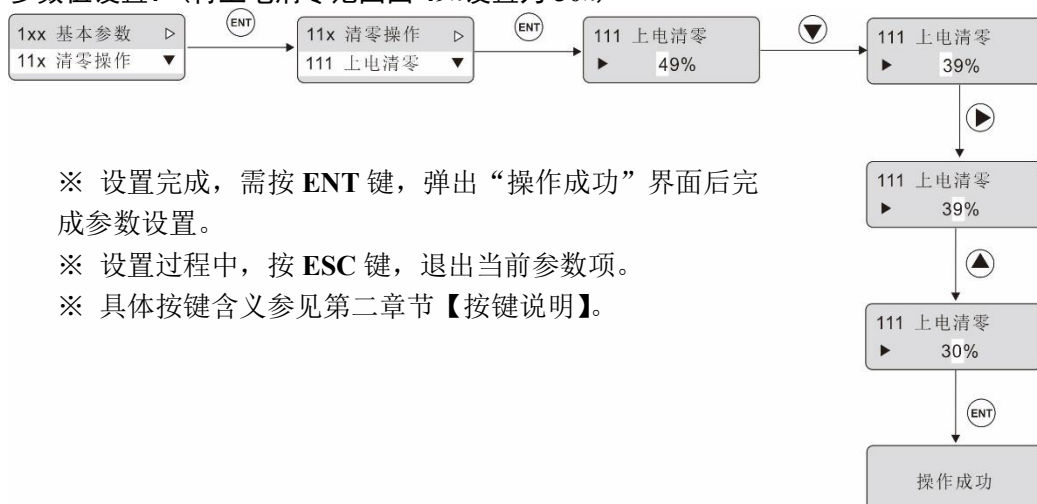 1xx 基本参数 ▷
11x 清零操作 ▼
ENT
11x 清零操作 ▷
111 上电清零 ▼
ENT
111 上电清零
▶ 49%
▼
111 上电清零
▶ 39%
▶
111 上电清零
▶ 39%
▲
111 上电清零
▶ 30%
ENT
操作成功
※ 设置完成，需按 ENT 键，弹出“操作成功”界面后完
成参数设置。
※ 设置过程中，按 ESC 键，退出当前参数项。
※ 具体按键含义参见第二章节【按键说明】。